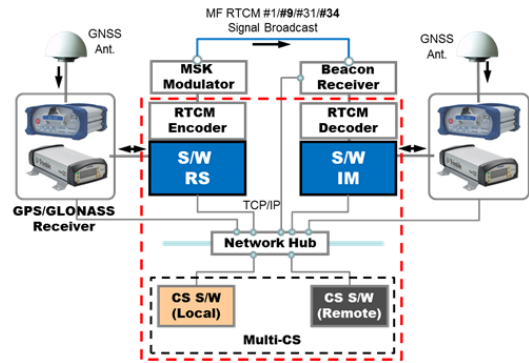 MF RTCM #1/#9/#31/#34
Signal Broadcast
GNSS
Ant.
GNSS
Ant.
MSK
Modulator
Beacon
Receiver
RTCM
Encoder
RTCM
Decoder
S/W
RS
S/W
IM
GPS/GLONASS
Receiver
TCP/IP
Network Hub
CS S/W
(Local)
CS S/W
(Remote)
Multi-CS